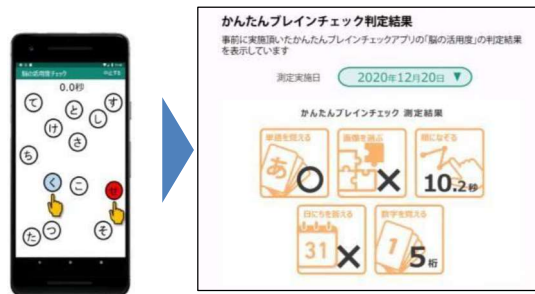 脳の活用度チェック
中止する
0.0秒
て
と
す
し
け
さ
ち
く
こ
せ
た
つ
そ
かんたんブレインチェック判定結果
事前に実施頂いたかんたんブレインチェックアプリの「脳の活用度」の判定結果
を表示しています
測定実施日
2020年12月20日 ▼
かんたんブレインチェック 測定結果
単語を覚える
画像を選ぶ
順になぞる
あ
10.2秒
日にちを答える
数字を覚える
31
1
5桁